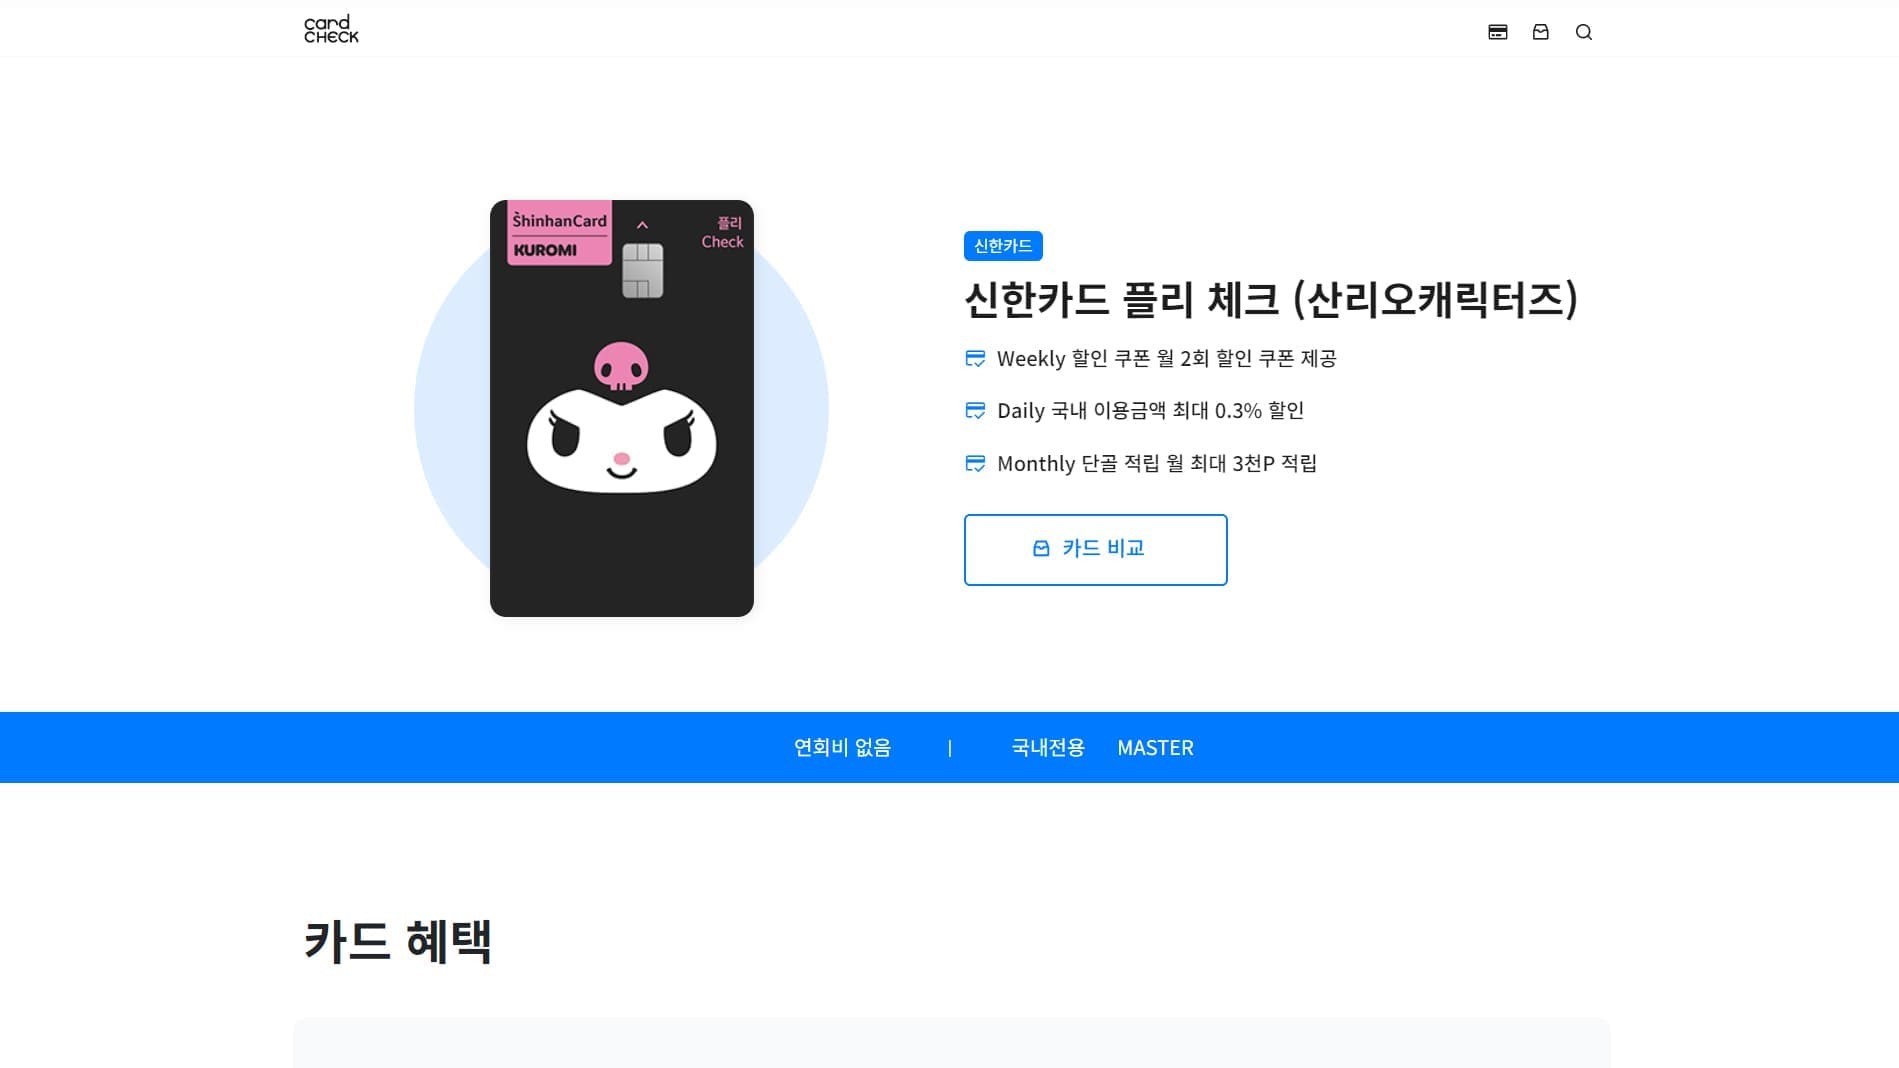 card
CHECK
ShinhanCard
KUROMI
플리
Check
신한카드
신한카드 플리 체크 (산리오캐릭터즈)
Weekly 할인 쿠폰 월 2회 할인 쿠폰 제공
Daily 국내 이용금액 최대 0.3% 할인
Monthly 단골 적립 월 최대 3천P 적립
카드 비교
연회비 없음 | 국내전용 MASTER
카드 혜택